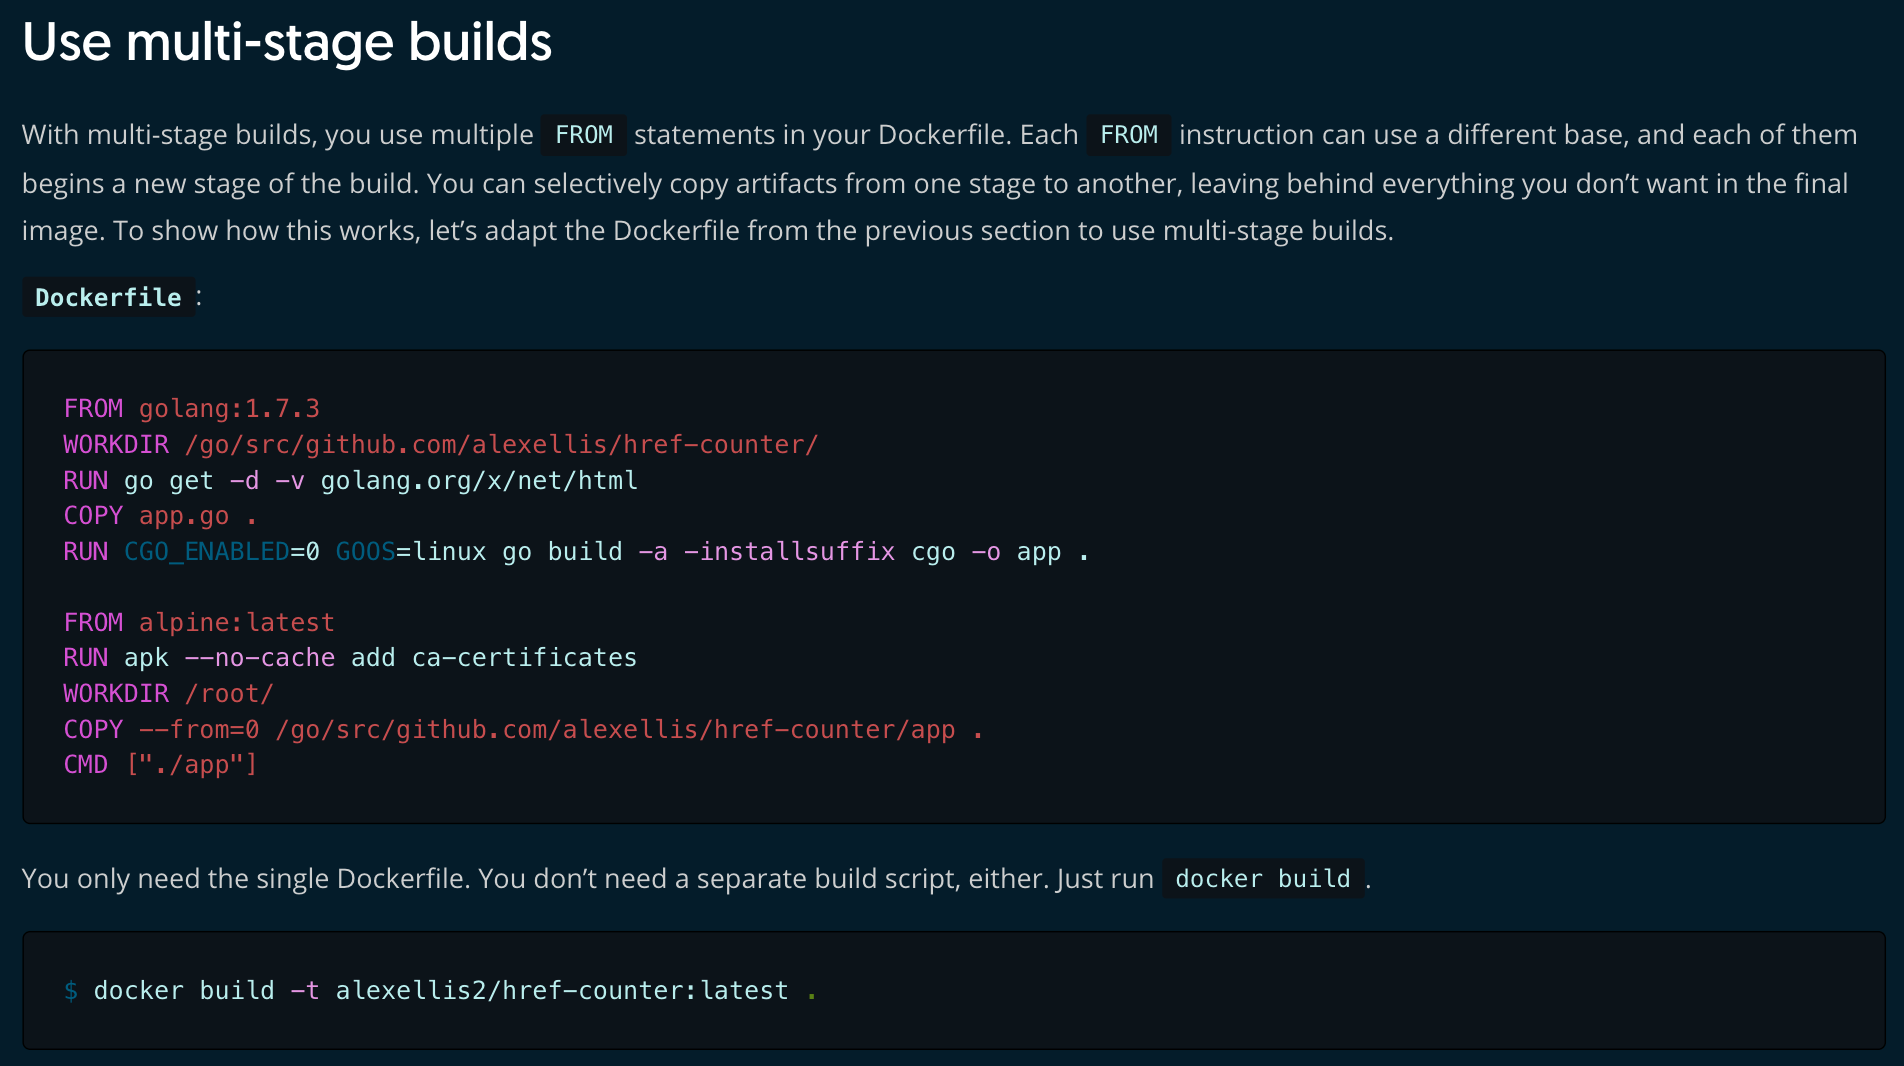 Use multi-stage builds
With multi-stage builds, you use multiple FROM statements in your Dockerfile. Each FROM instruction can use a different base, and each of them
begins a new stage of the build. You can selectively copy artifacts from one stage to another, leaving behind everything you don’t want in the final
image. To show how this works, let’s adapt the Dockerfile from the previous section to use multi-stage builds.
Dockerfile:
FROM golang:1.7.3
WORKDIR /go/src/github.com/alexellis/href-counter/
RUN go get -d -v golang.org/x/net/html
COPY app.go .
RUN CGO_ENABLED=0 GOOS=linux go build -a -installsuffix cgo -o app .
FROM alpine:latest
RUN apk --no-cache add ca-certificates
WORKDIR /root/
COPY --from=0 /go/src/github.com/alexellis/href-counter/app .
CMD ["./app"]
You only need the single Dockerfile. You don’t need a separate build script, either. Just run docker build.
$ docker build -t alexellis2/href-counter:latest .